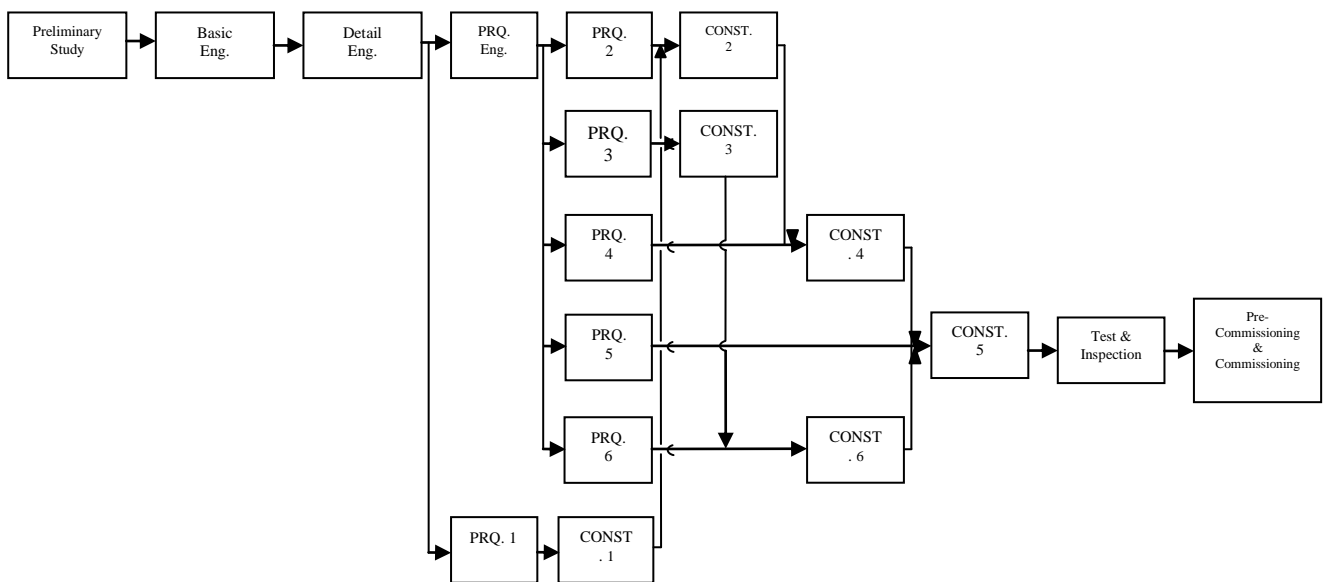 Preliminary
Study
Basic
Eng.
Detail
Eng.
PRQ.
Eng.
PRQ.
2
CONST.
2
PRQ.
3
CONST.
3
PRQ.
4
CONST
. 4
PRQ.
5
CONST.
5
Test &
Inspection
Pre-
Commissioning
&
Commissioning
PRQ.
6
CONST
. 6
PRQ. 1
CONST
. 1